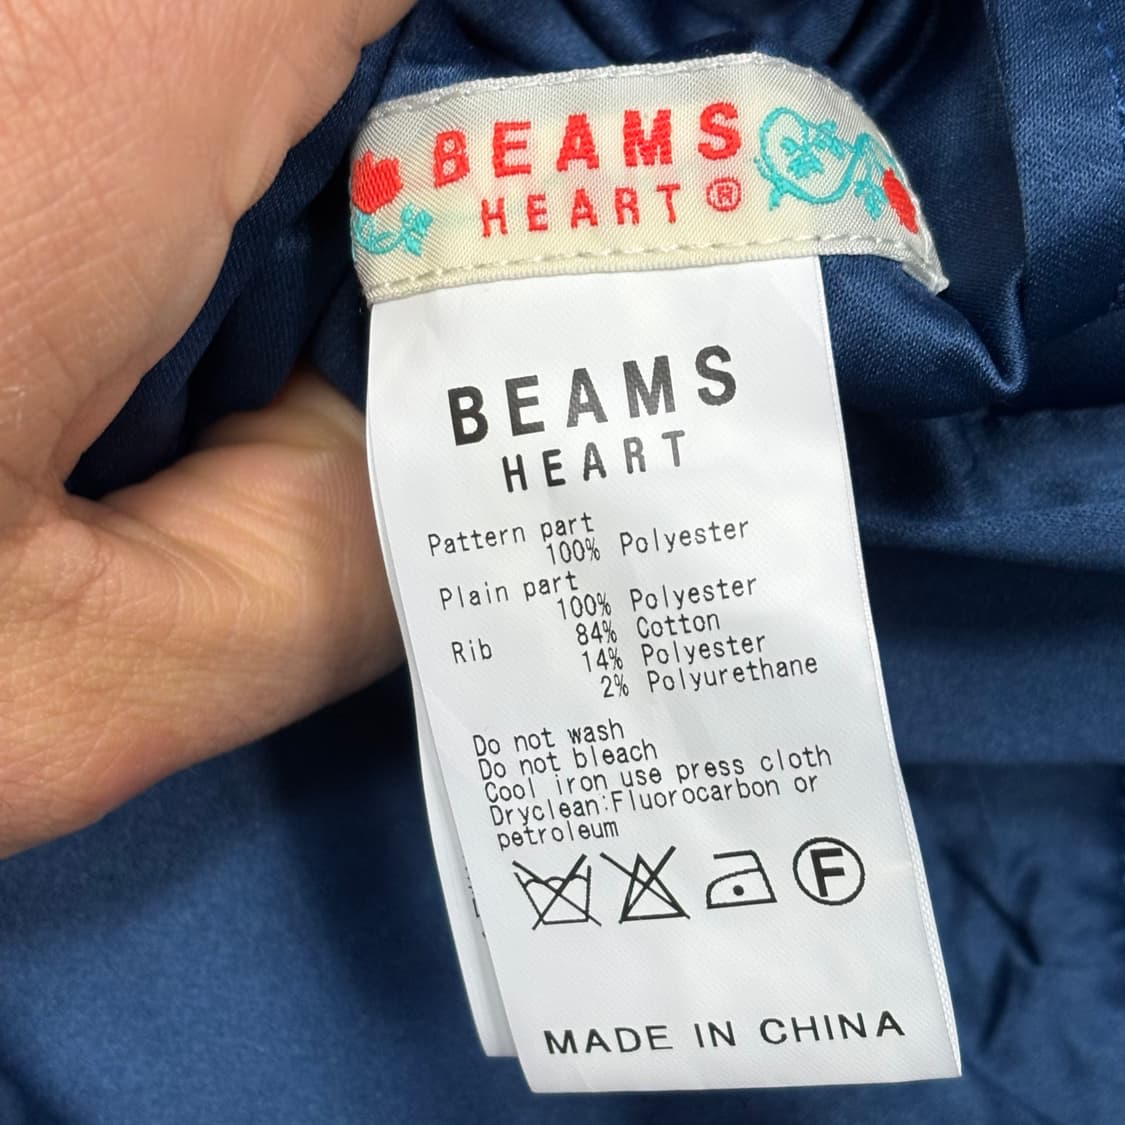 BEAMS
HEART®
BEAMS
HEART
Pattern part
100% Polyester
Plain part
100% Polyester
Rib 84% Cotton
14% Polyester
2% Polyurethane
Do not wash
Do not bleach
Cool iron use press cloth
Dryclean:Fluorocarbon or
petroleum
F
MADE IN CHINA